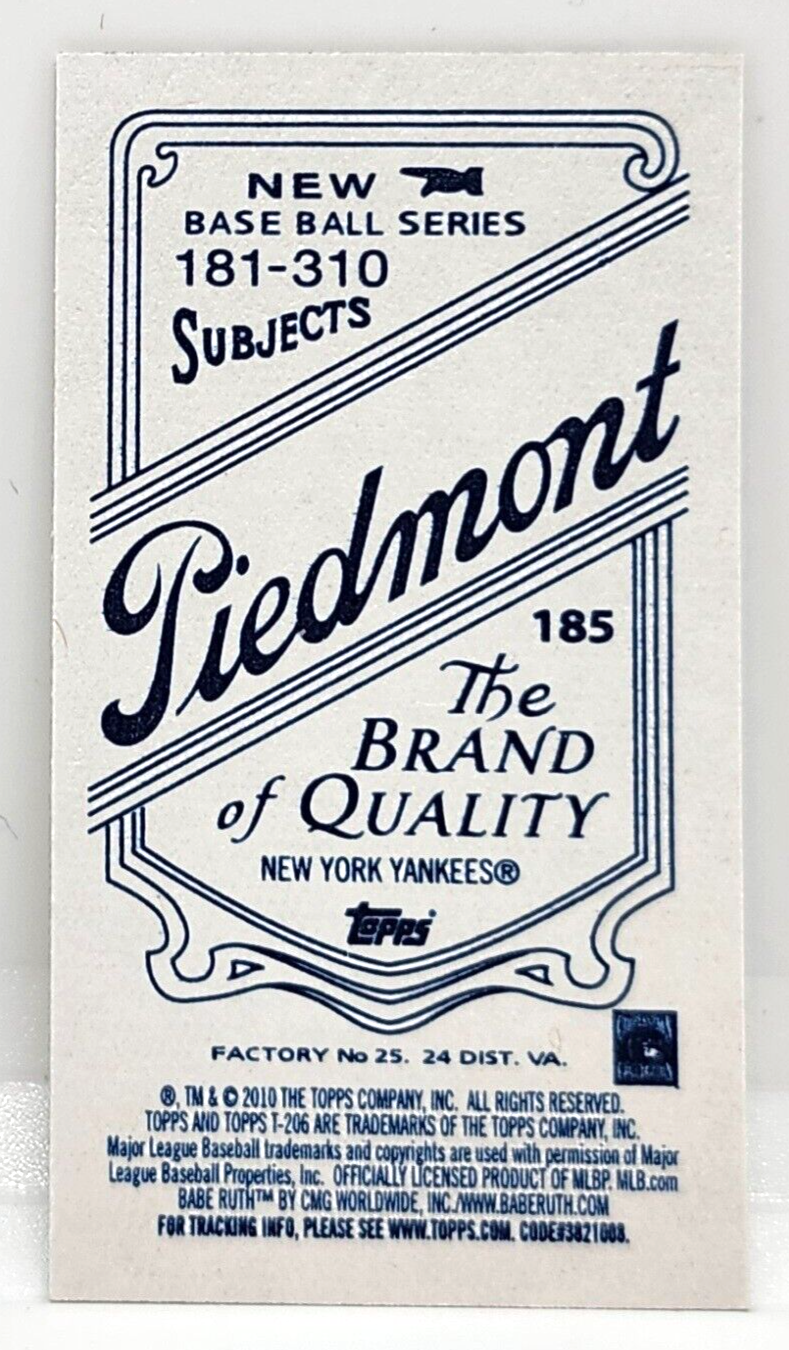 NEW
BASE BALL SERIES
181-310
SUBJECTS
Piedmont
185
The
BRAND
of QUALITY
NEW YORK YANKEES®
Topps
FACTORY No 25. 24 DIST. VA.
®, TM & © 2010 THE TOPPS COMPANY, INC. ALL RIGHTS RESERVED.
TOPPS AND TOPPS T-206 ARE TRADEMARKS OF THE TOPPS COMPANY, INC.
Major League Baseball trademarks and copyrights are used with permission of Major
League Baseball Properties, Inc. OFFICIALLY LICENSED PRODUCT OF MLBP. MLB.com
BABE RUTH™ BY CMG WORLDWIDE, INC./WWW.BABERUTH.COM
FOR TRACKING INFO, PLEASE SEE WWW.TOPPS.COM. CODE#3821008.